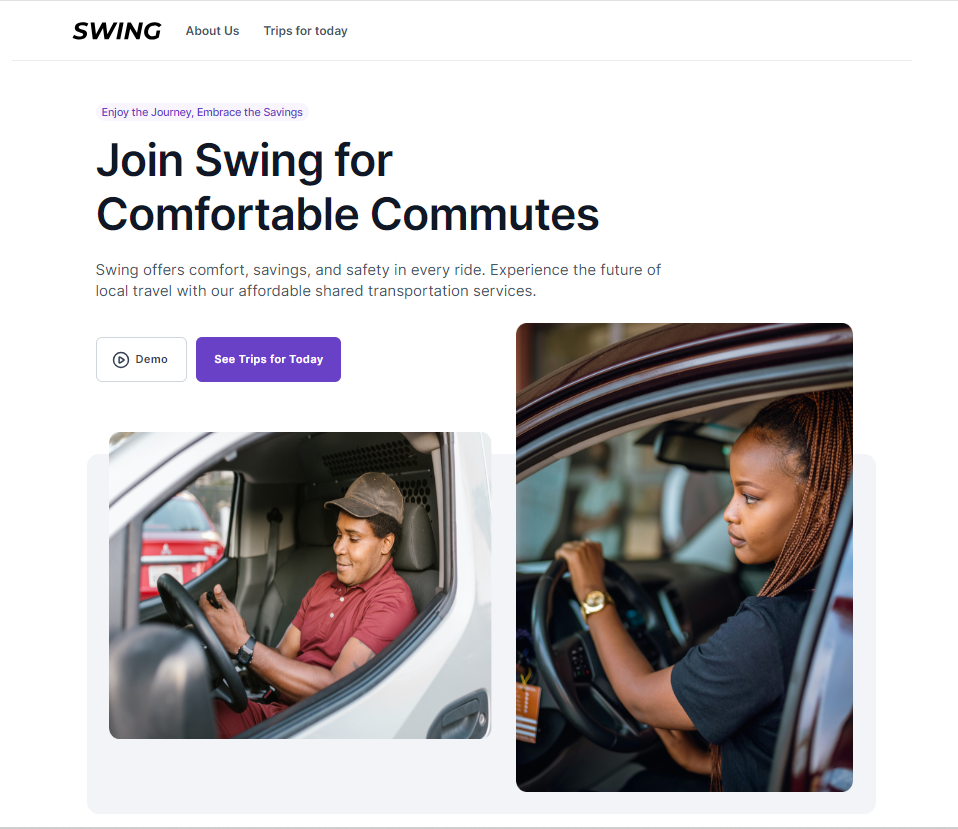 SWING About Us Trips for today
Enjoy the Journey, Embrace the Savings
Join Swing for
Comfortable Commutes
Swing offers comfort, savings, and safety in every ride. Experience the future of
local travel with our affordable shared transportation services.
Demo See Trips for Today